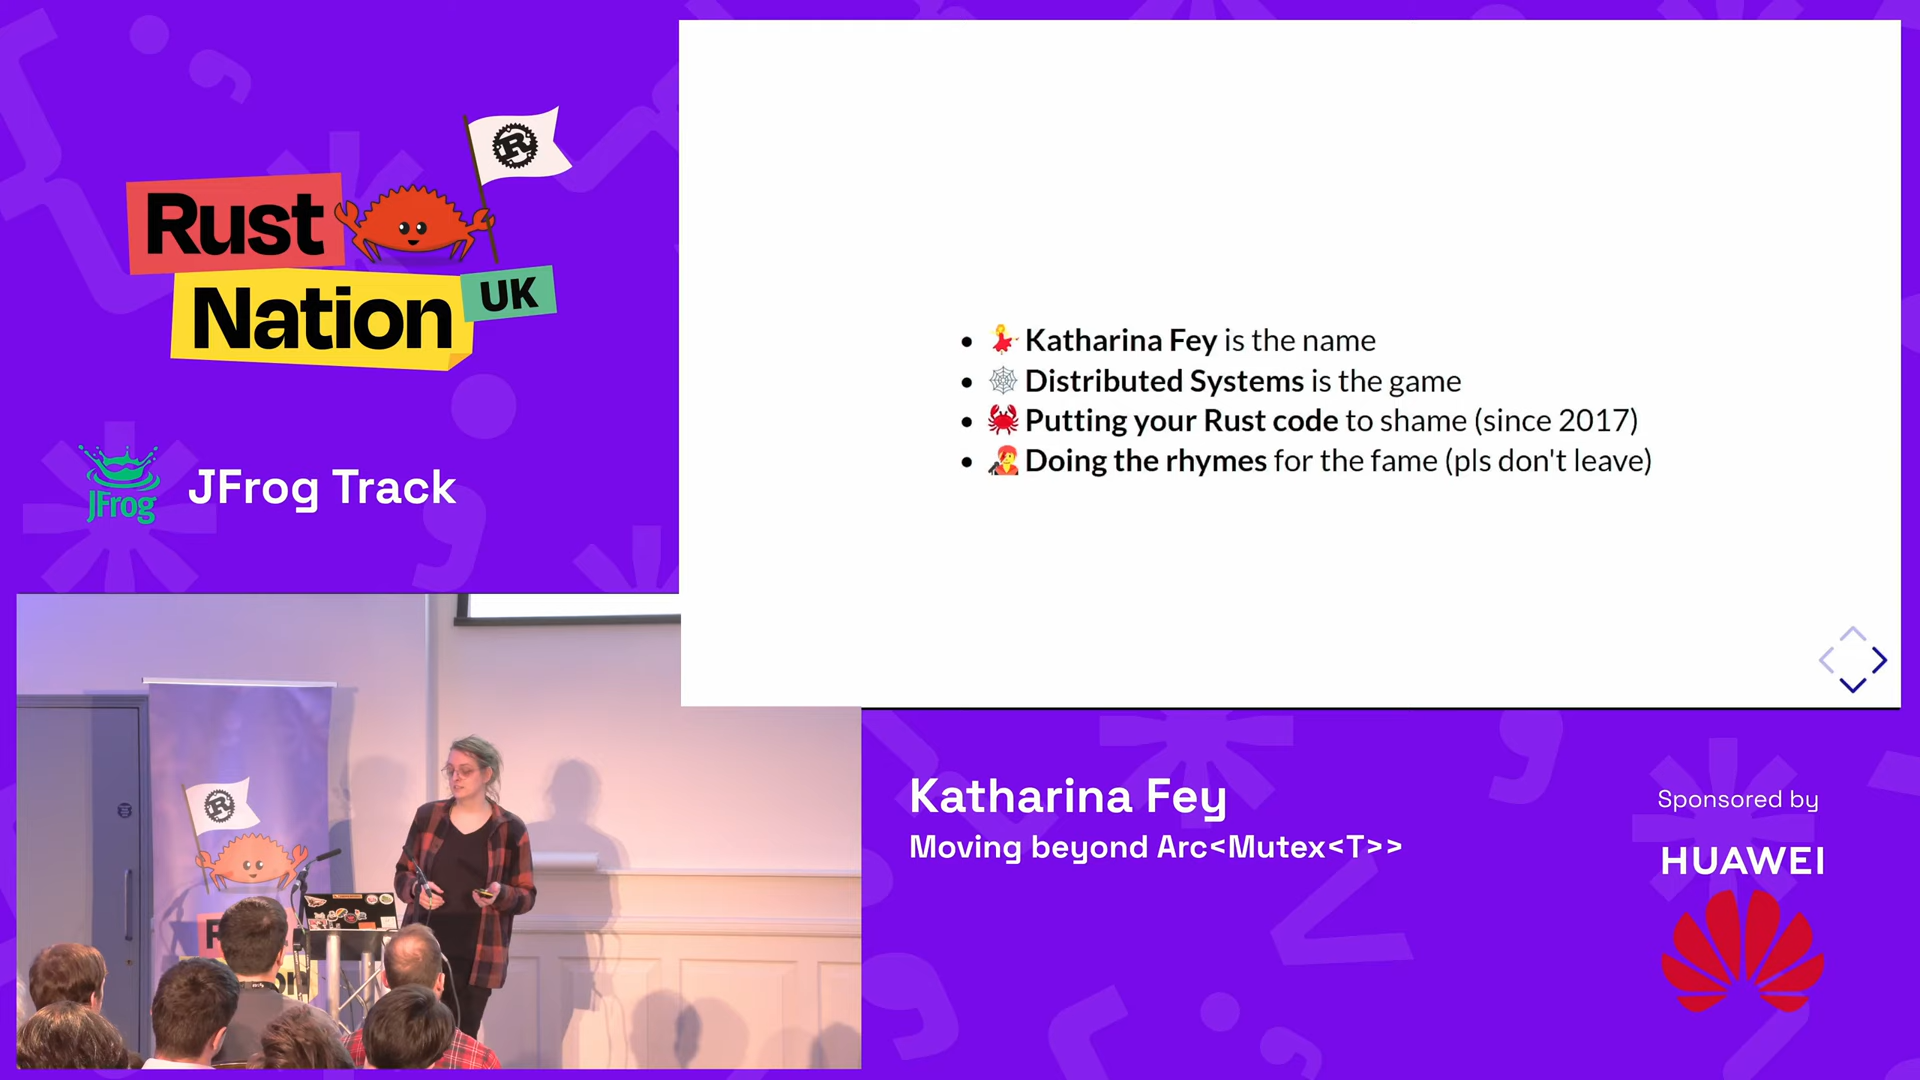 Rust
Nation
UK
R
JFrog
JFrog Track
Katharina Fey is the name
Distributed Systems is the game
Putting your Rust code to shame (since 2017)
Doing the rhymes for the fame (pls don't leave)
R
Katharina Fey
Moving beyond Arc<Mutex<T>>
Sponsored by
HUAWEI